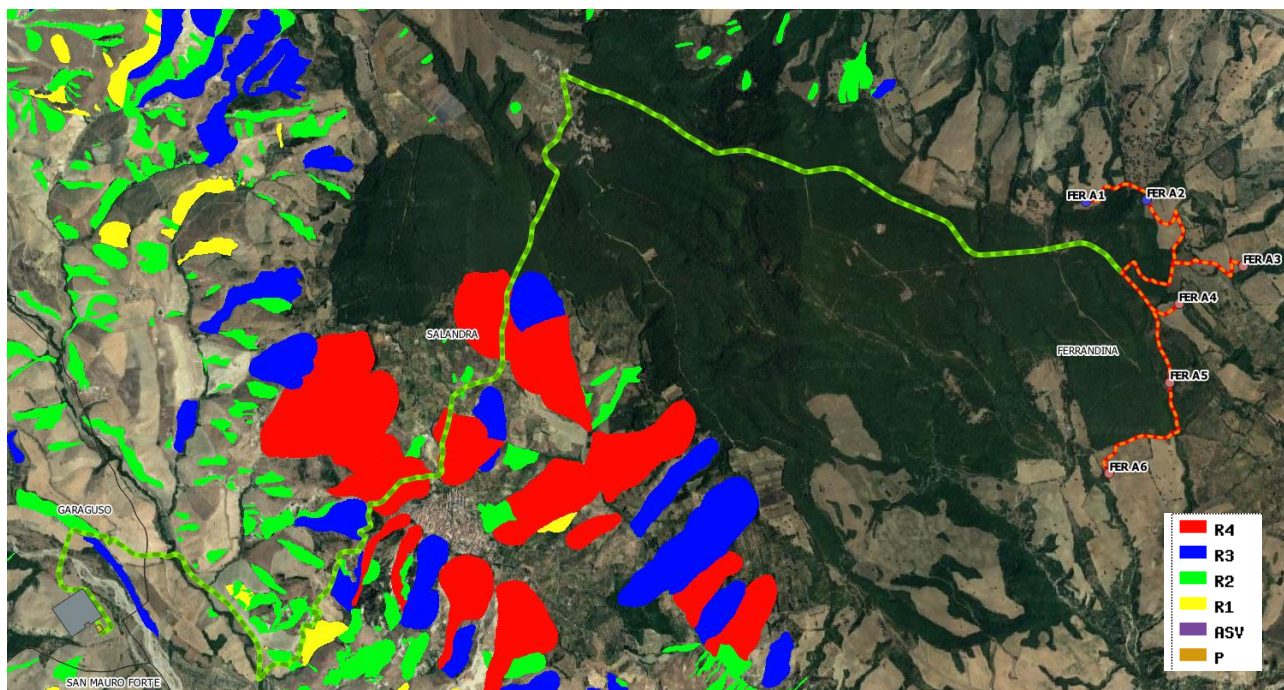 FER A1
FER A2
FER A3
FER A4
SALANDRA
FERRANDINA
FER A5
FER A6
GARAGUSO
SAN MAURO FORTE
R4
R3
R2
R1
ASV
P